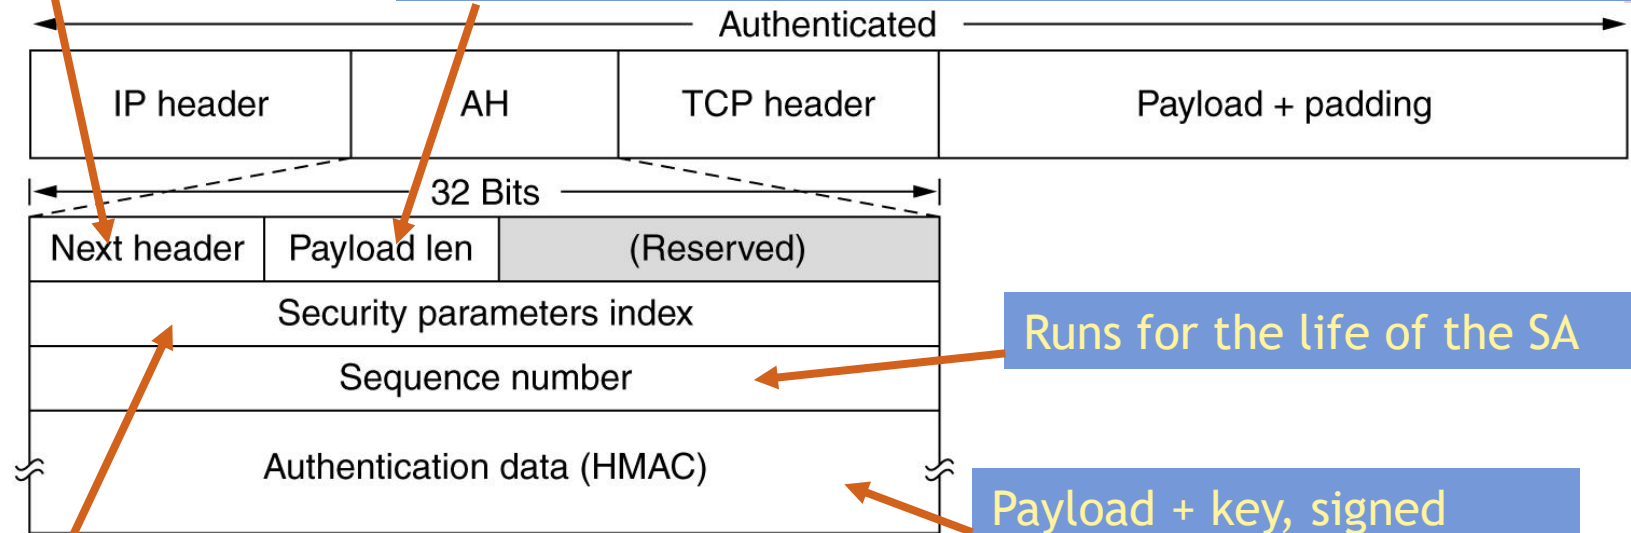 Authenticated
IP header AH TCP header Payload + padding
32 Bits
Next header Payload len (Reserved)
Security parameters index
Runs for the life of the SA
Sequence number
Authentication data (HMAC)
Payload + key, signed